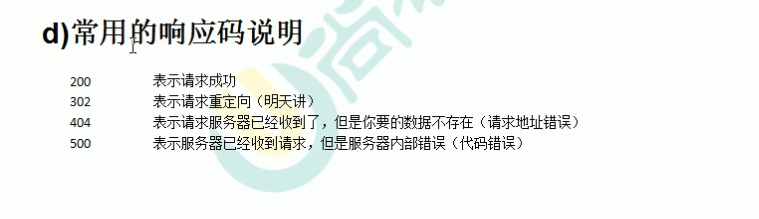 d)常用的响应码说明
200 表示请求成功
302 表示请求重定向（明天讲）
404 表示请求服务器已经收到了，但是你要的数据不存在（请求地址错误）
500 表示服务器已经收到请求，但是服务器内部错误（代码错误）